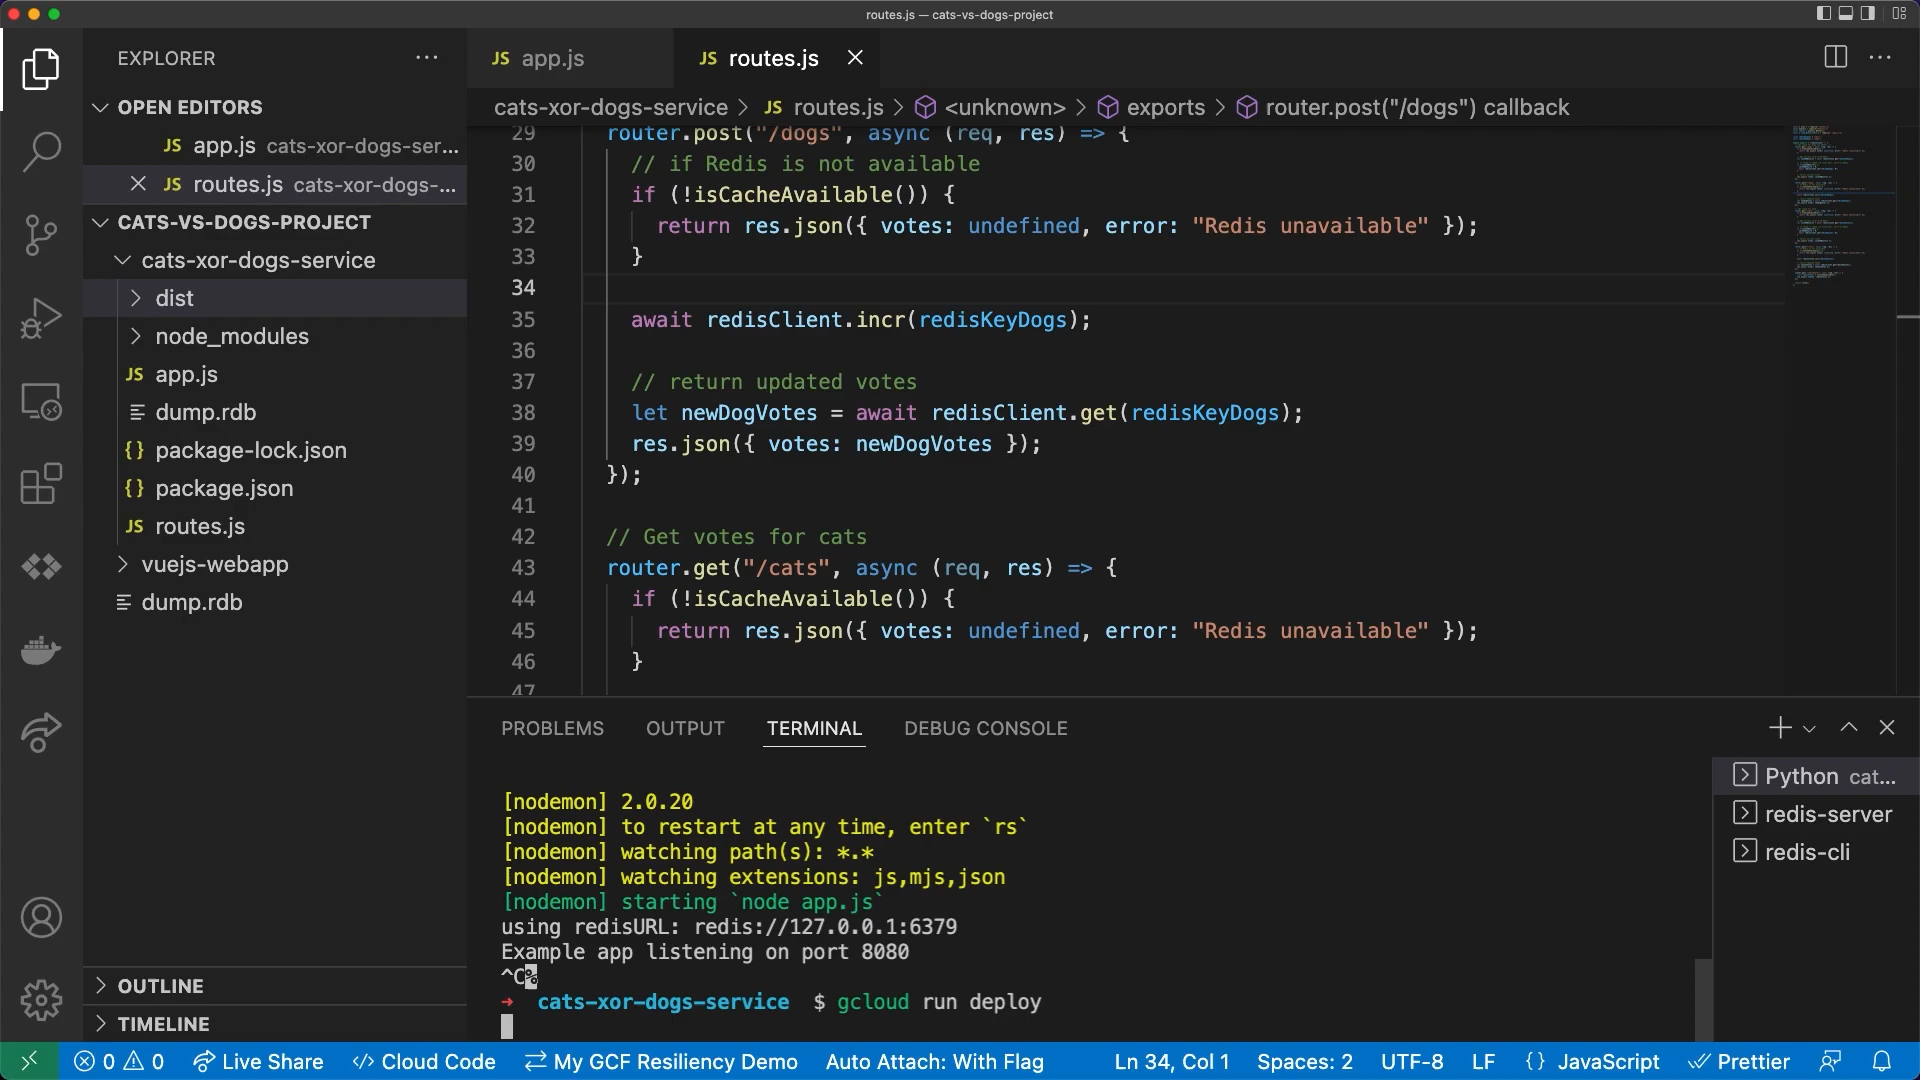 routes.js — cats-vs-dogs-project
EXPLORER
OPEN EDITORS
JS app.js cats-xor-dogs-ser...
JS routes.js cats-xor-dogs-...
CATS-VS-DOGS-PROJECT
cats-xor-dogs-service
dist
node_modules
JS app.js
dump.rdb
{} package-lock.json
{} package.json
JS routes.js
vuejs-webapp
dump.rdb
OUTLINE
TIMELINE
JS app.js
JS routes.js
cats-xor-dogs-service > JS routes.js > <unknown> > exports > router.post("/dogs") callback
29 router.post("/dogs", async (req, res) => {
30 // if Redis is not available
31 if (!isCacheAvailable()) {
32 return res.json({ votes: undefined, error: "Redis unavailable" });
33 }
34
35 await redisClient.incr(redisKeyDogs);
36
37 // return updated votes
38 let newDogVotes = await redisClient.get(redisKeyDogs);
39 res.json({ votes: newDogVotes });
40 });
41
42 // Get votes for cats
43 router.get("/cats", async (req, res) => {
44 if (!isCacheAvailable()) {
45 return res.json({ votes: undefined, error: "Redis unavailable" });
46 }
47
PROBLEMS OUTPUT TERMINAL DEBUG CONSOLE
[nodemon] 2.0.20
[nodemon] to restart at any time, enter `rs`
[nodemon] watching path(s): *.*
[nodemon] watching extensions: js,mjs,json
[nodemon] starting `node app.js`
using redisURL: redis://127.0.0.1:6379
Example app listening on port 8080
^C%
➜ cats-xor-dogs-service $ gcloud run deploy
Python cat...
redis-server
redis-cli
0 0 Live Share </> Cloud Code My GCF Resiliency Demo Auto Attach: With Flag Ln 34, Col 1 Spaces: 2 UTF-8 LF {} JavaScript Prettier